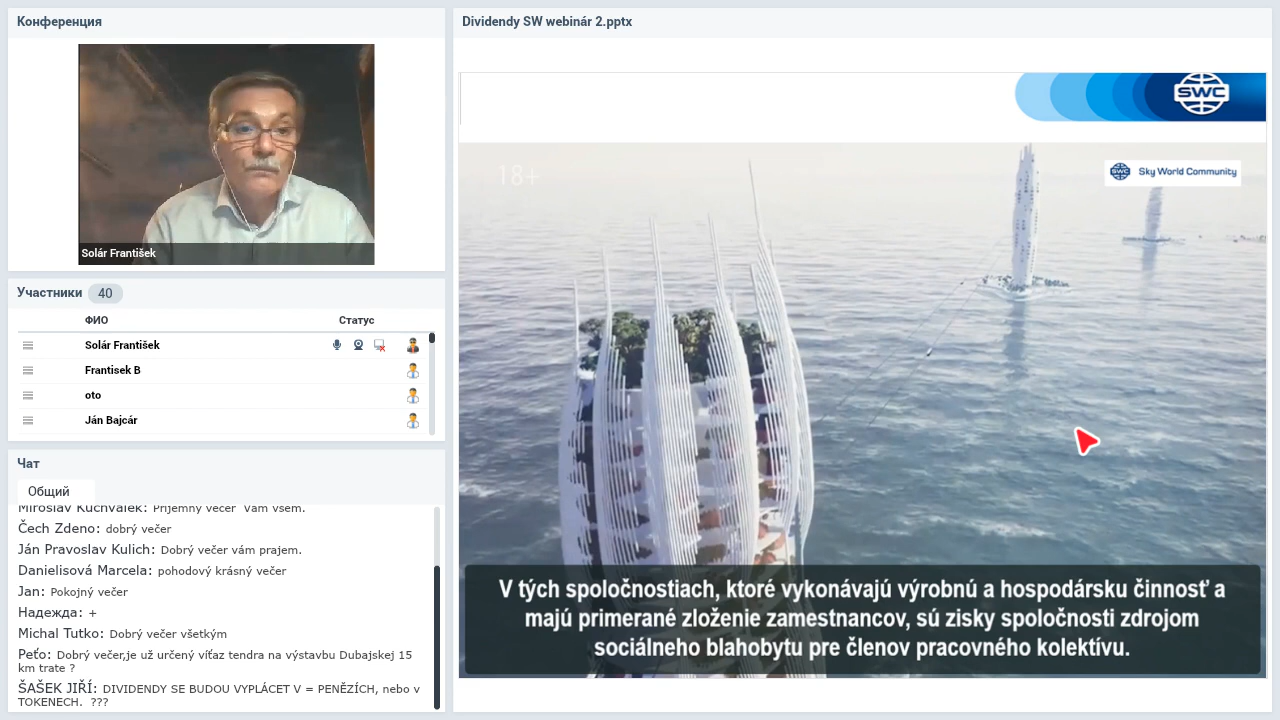 Конференция
Solár František
Участники 40
ФИО Статус
Solár František
Frantisek B
oto
Ján Bajcár
Чат
Общий
Miroslav Kuchválek: Příjemný večer Vám všem.
Čech Zdeno: dobrý večer
Ján Pravoslav Kulich: Dobrý večer vám prajem.
Danielisová Marcela: pohodový krásný večer
Jan: Pokojný večer
Надежда: +
Michal Tutko: Dobrý večer všetkým
Peťo: Dobrý večer,je už určený víťaz tendra na výstavbu Dubajskej 15
km trate ?
ŠAŠEK JIŘÍ: DIVIDENDY SE BUDOU VYPLÁCET V = PENĚZÍCH, nebo v
TOKENECH. ???
Dividendy SW webinár 2.pptx
SWC
18+
SWC Sky World Community
V tých spoločnostiach, ktoré vykonávajú výrobnú a hospodársku činnosť a
majú primerané zloženie zamestnancov, sú zisky spoločnosti zdrojom
sociálneho blahobytu pre členov pracovného kolektívu.